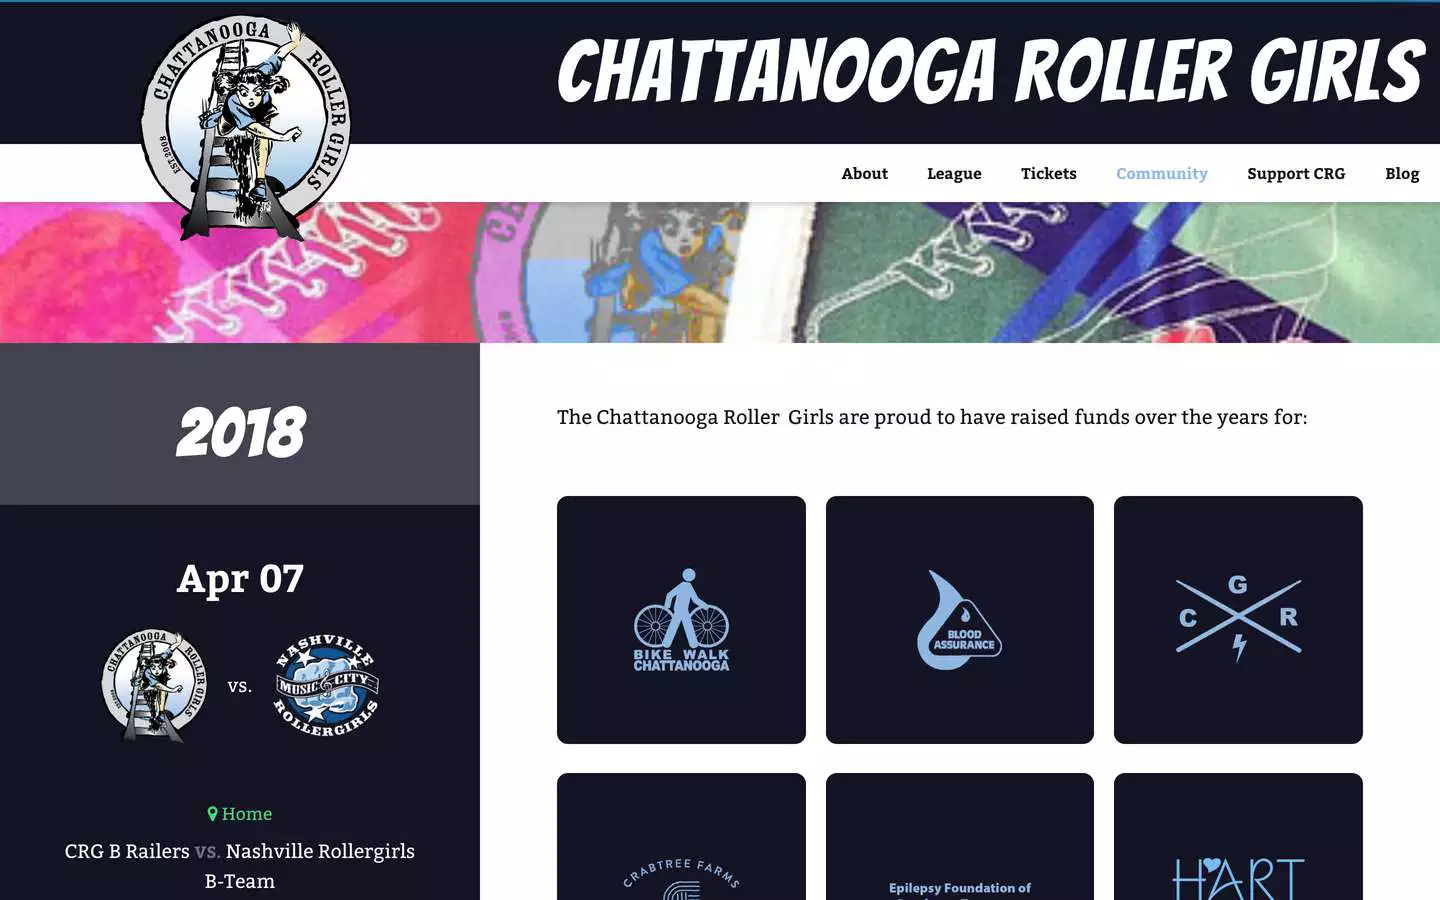 CHATTANOOGA ROLLER GIRLS
EST 2008
CHATTANOOGA ROLLER GIRLS
About
League
Tickets
Community
Support CRG
Blog
2018
The Chattanooga Roller Girls are proud to have raised funds over the years for:
Apr 07
CHATTANOOGA ROLLER GIRLS
vs.
NASHVILLE
MUSIC CITY
ROLLERGIRLS
Home
CRG B Railers vs. Nashville Rollergirls
B-Team
BIKE WALK
CHATTANOOGA
BLOOD
ASSURANCE
G
C R
CRABTREE FARMS
Epilepsy Foundation of
HART